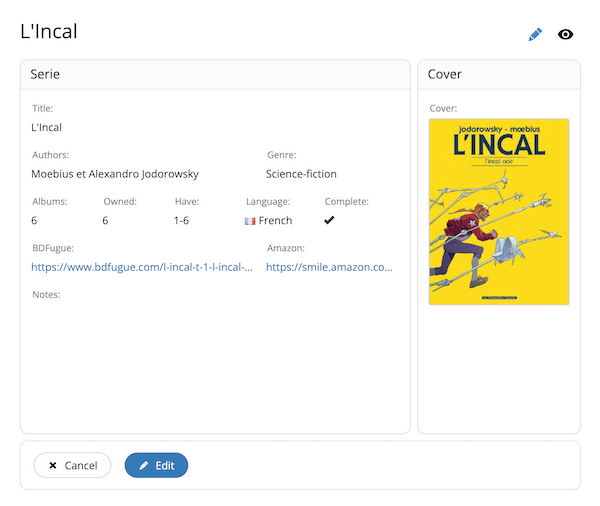 L'Incal
Serie
Cover
Title:
L'Incal
Authors:
Genre:
Moebius et Alexandro Jodorowsky
Science-fiction
Albums:
Owned:
Have:
Language:
Complete:
6
6
1-6
French
BDFugue:
Amazon:
https://www.bdfugue.com/l-incal-t-1-l-incal-...
https://smile.amazon.co...
Notes:
Cover:
jodorowsky - mœbius
L'INCAL
l'incal noir
Cancel
Edit